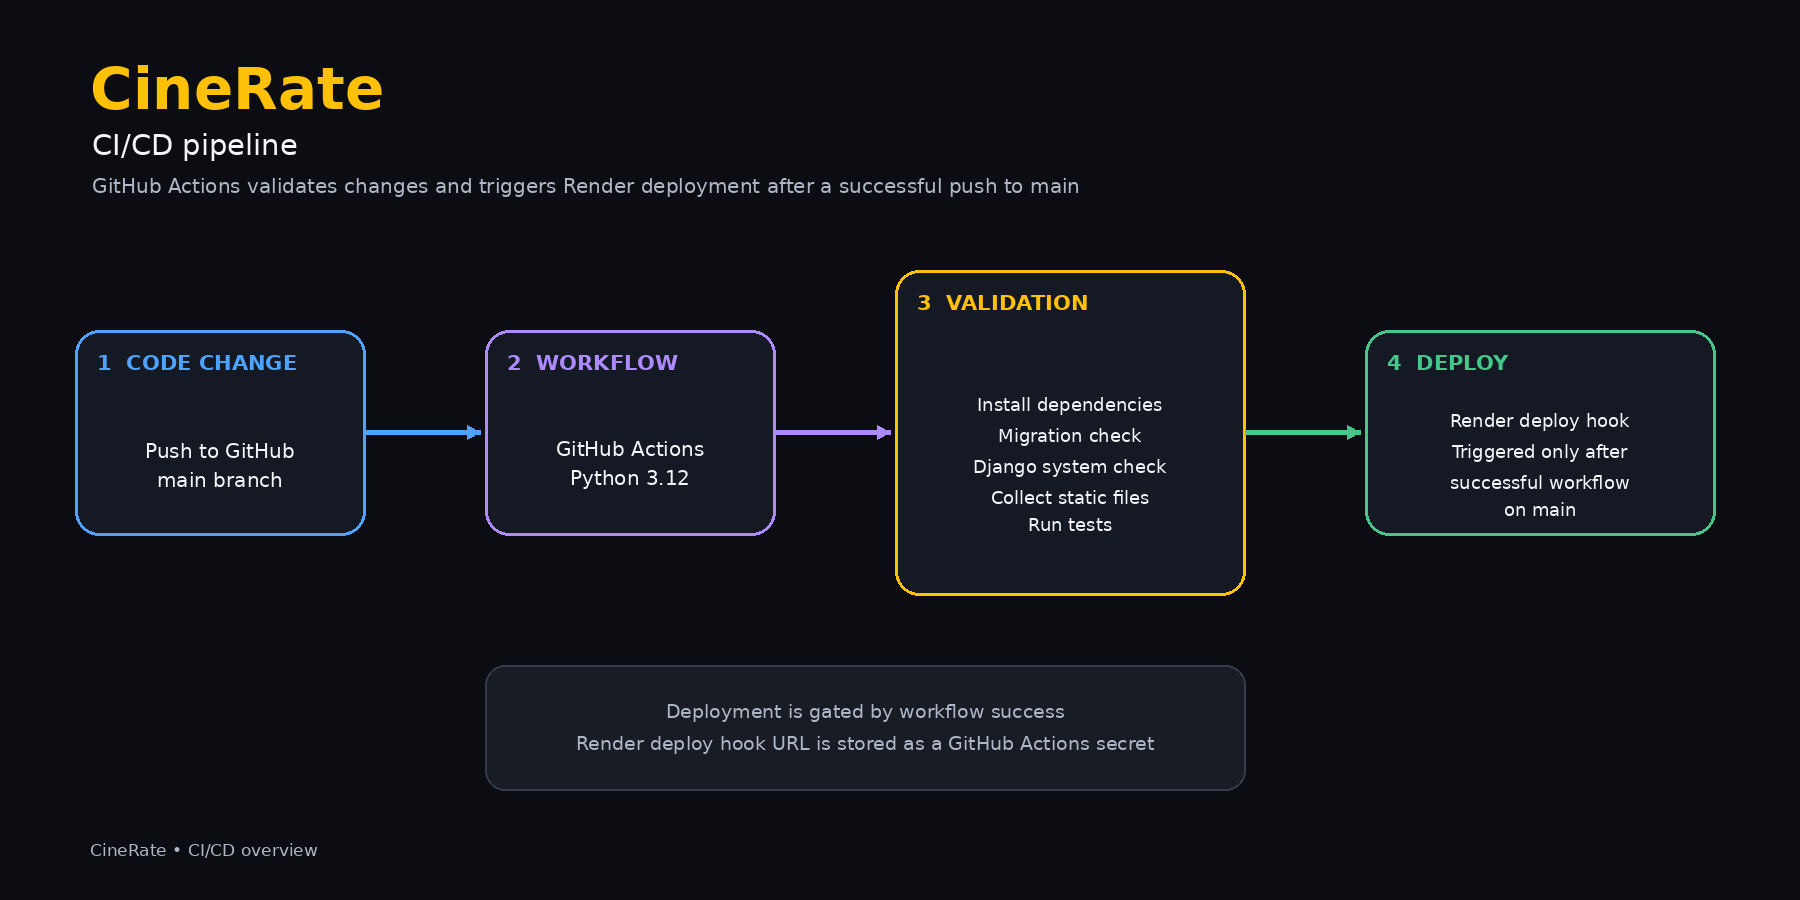 CineRate
CI/CD pipeline
GitHub Actions validates changes and triggers Render deployment after a successful push to main
1 CODE CHANGE
Push to GitHub
main branch
2 WORKFLOW
GitHub Actions
Python 3.12
3 VALIDATION
Install dependencies
Migration check
Django system check
Collect static files
Run tests
4 DEPLOY
Render deploy hook
Triggered only after
successful workflow
on main
Deployment is gated by workflow success
Render deploy hook URL is stored as a GitHub Actions secret
CineRate • CI/CD overview